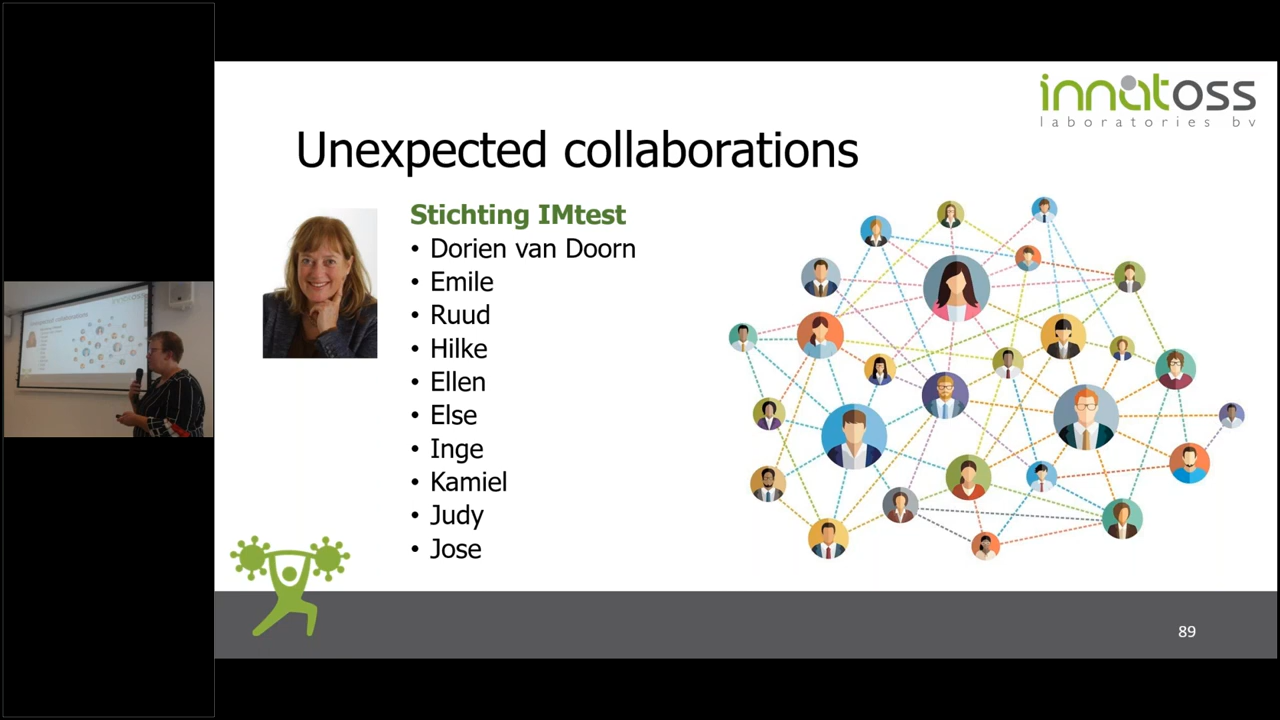 innatoss
laboratories bv
Unexpected collaborations
Stichting IMtest
• Dorien van Doorn
• Emile
• Ruud
• Hilke
• Ellen
• Else
• Inge
• Kamiel
• Judy
• Jose
89